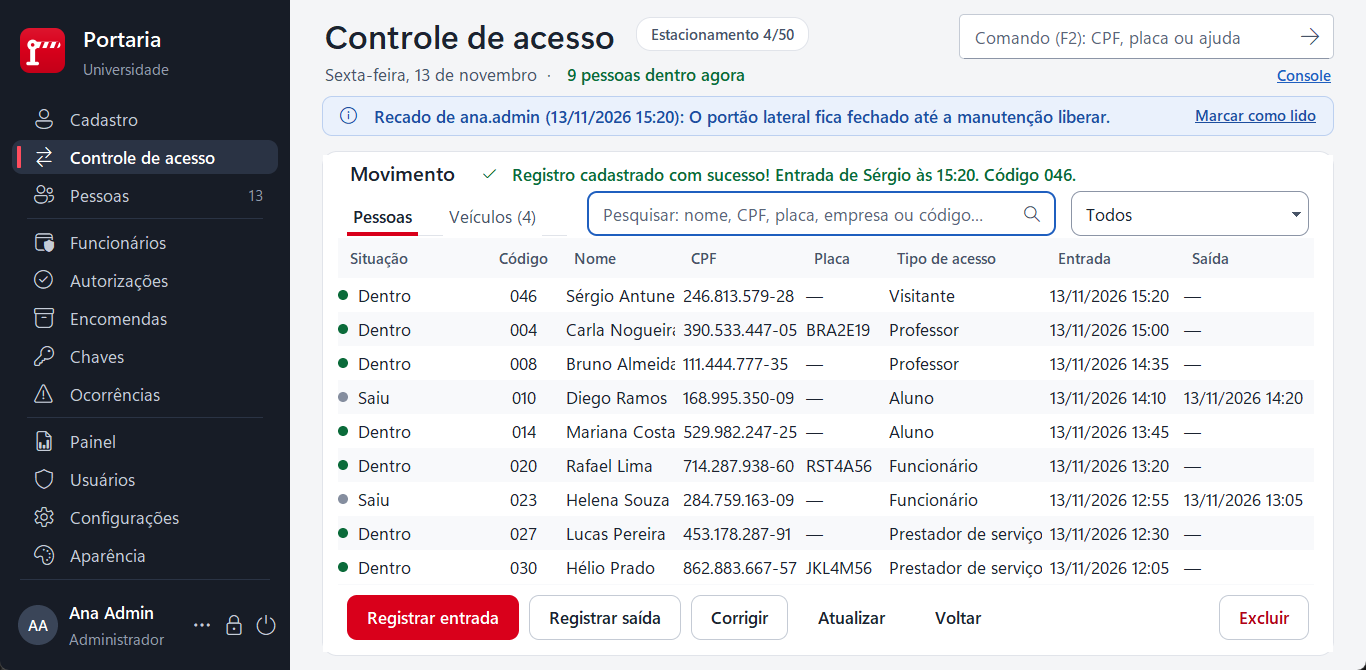 Portaria
Universidade
Cadastro
Controle de acesso
Pessoas 13
Funcionários
Autorizações
Encomendas
Chaves
Ocorrências
Painel
Usuários
Configurações
Aparência
AA
Ana Admin
Administrador
Controle de acesso
Estacionamento 4/50
Comando (F2): CPF, placa ou ajuda
Sexta-feira, 13 de novembro · 9 pessoas dentro agora
Console
Recado de ana.admin (13/11/2026 15:20): O portão lateral fica fechado até a manutenção liberar.
Marcar como lido
Movimento
Registro cadastrado com sucesso! Entrada de Sérgio às 15:20. Código 046.
Pessoas
Veículos (4)
Pesquisar: nome, CPF, placa, empresa ou código...
Todos
Situação Código Nome CPF Placa Tipo de acesso Entrada Saída
Dentro 046 Sérgio Antune 246.813.579-28 — Visitante 13/11/2026 15:20 —
Dentro 004 Carla Nogueira 390.533.447-05 BRA2E19 Professor 13/11/2026 15:00 —
Dentro 008 Bruno Almeida 111.444.777-35 — Professor 13/11/2026 14:35 —
Saiu 010 Diego Ramos 168.995.350-09 — Aluno 13/11/2026 14:10 13/11/2026 14:20
Dentro 014 Mariana Costa 529.982.247-25 — Aluno 13/11/2026 13:45 —
Dentro 020 Rafael Lima 714.287.938-60 RST4A56 Funcionário 13/11/2026 13:20 —
Saiu 023 Helena Souza 284.759.163-09 — Funcionário 13/11/2026 12:55 13/11/2026 13:05
Dentro 027 Lucas Pereira 453.178.287-91 — Prestador de serviço 13/11/2026 12:30 —
Dentro 030 Hélio Prado 862.883.667-57 JKL4M56 Prestador de serviço 13/11/2026 12:05 —
Registrar entrada
Registrar saída
Corrigir
Atualizar
Voltar
Excluir